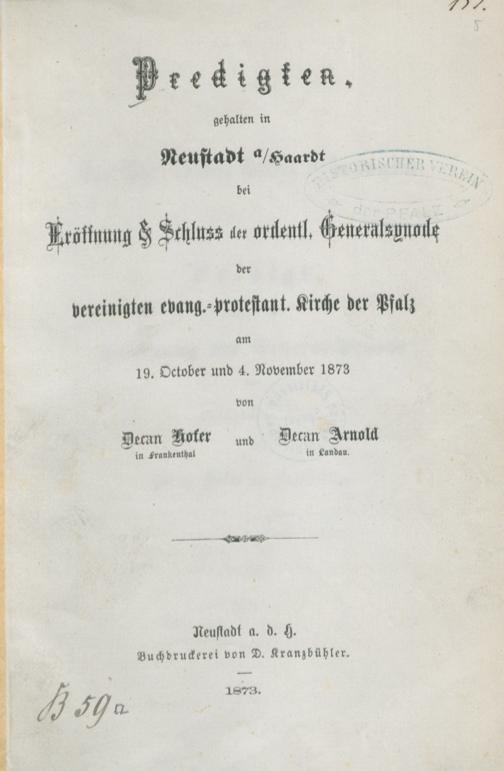 Predigten,
gehalten in
Neustadt a/Haardt
bei
Eröffnung & Schluss der ordentl. Generalsynode
der
vereinigten evang.-protestant. Kirche der Pfalz
am
19. October und 4. November 1873
von
Decan Hofer und Decan Arnold
in Frankenthal in Landau.
HISTORISCHER VEREIN
der PFALZ
Neustadt a. d. H.
Buchdruckerei von D. Kranzbühler.
1873.
B 59a